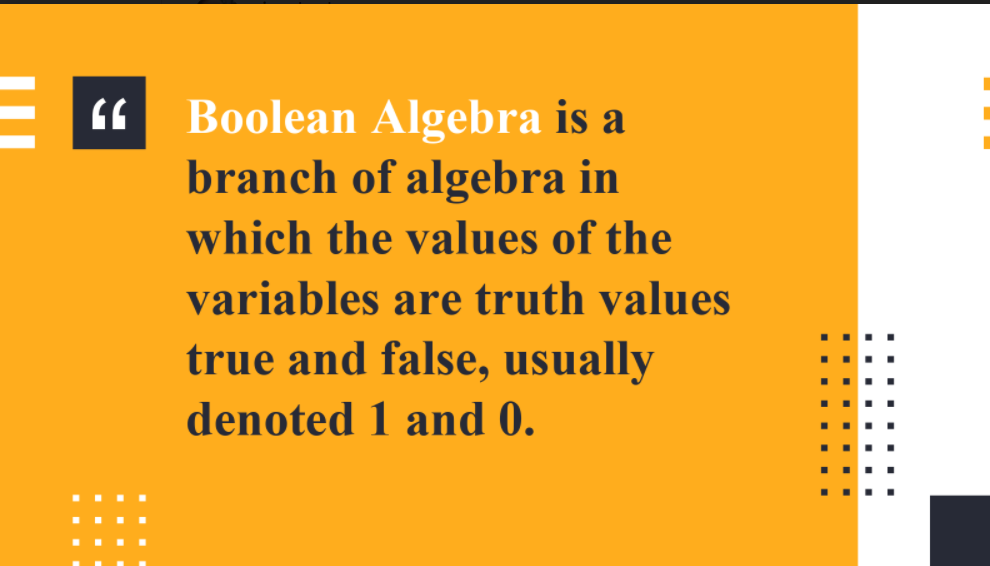 “
Boolean Algebra is a
branch of algebra in
which the values of the
variables are truth values
true and false, usually
denoted 1 and 0.